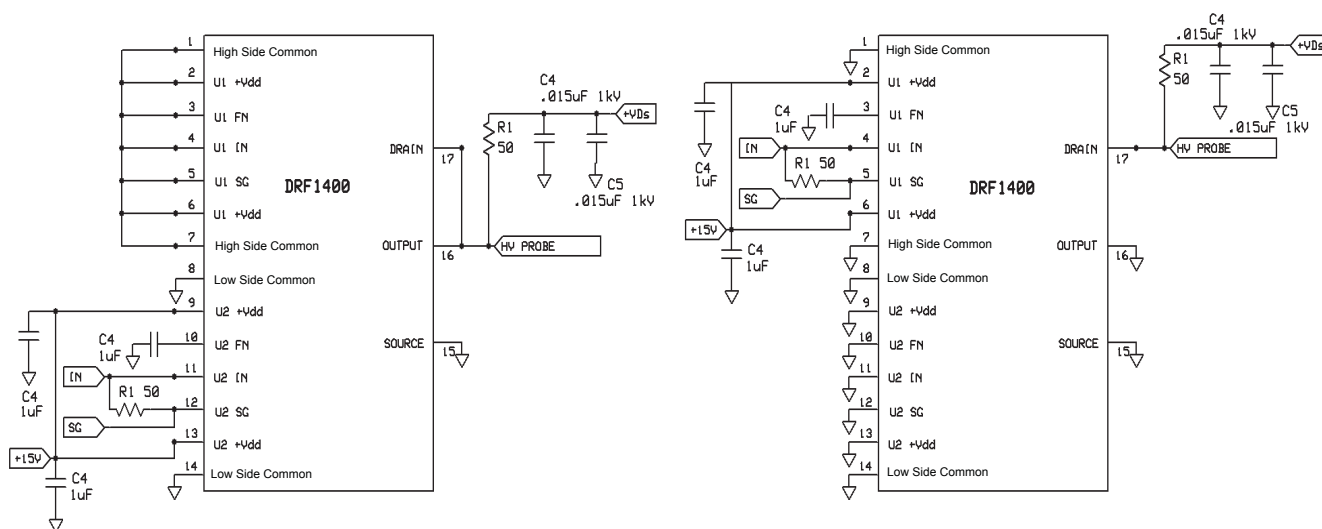 1 High Side Common
2 U1 +Vdd
3 U1 FN
4 U1 IN
5 U1 SG
6 U1 +Vdd
7 High Side Common
8 Low Side Common
9 U2 +Vdd
10 U2 FN
11 U2 IN
12 U2 SG
13 U2 +Vdd
14 Low Side Common
DRF1400
DRAIN 17
OUTPUT 16
SOURCE 15
C4
.015uF 1kV
+VDs
R1
50
C5
.015uF 1kV
HV PROBE
C4
1uF
C4
1uF
IN
R1 50
SG
+15V
C4
1uF
1 High Side Common
2 U1 +Vdd
3 U1 FN
4 U1 IN
5 U1 SG
6 U1 +Vdd
7 High Side Common
8 Low Side Common
9 U2 +Vdd
10 U2 FN
11 U2 IN
12 U2 SG
13 U2 +Vdd
14 Low Side Common
DRF1400
DRAIN 17
OUTPUT 16
SOURCE 15
C4
.015uF 1kV
+VDs
R1
50
C5
.015uF 1kV
HV PROBE
C4
1uF
C4
1uF
IN
R1 50
SG
+15V
C4
1uF